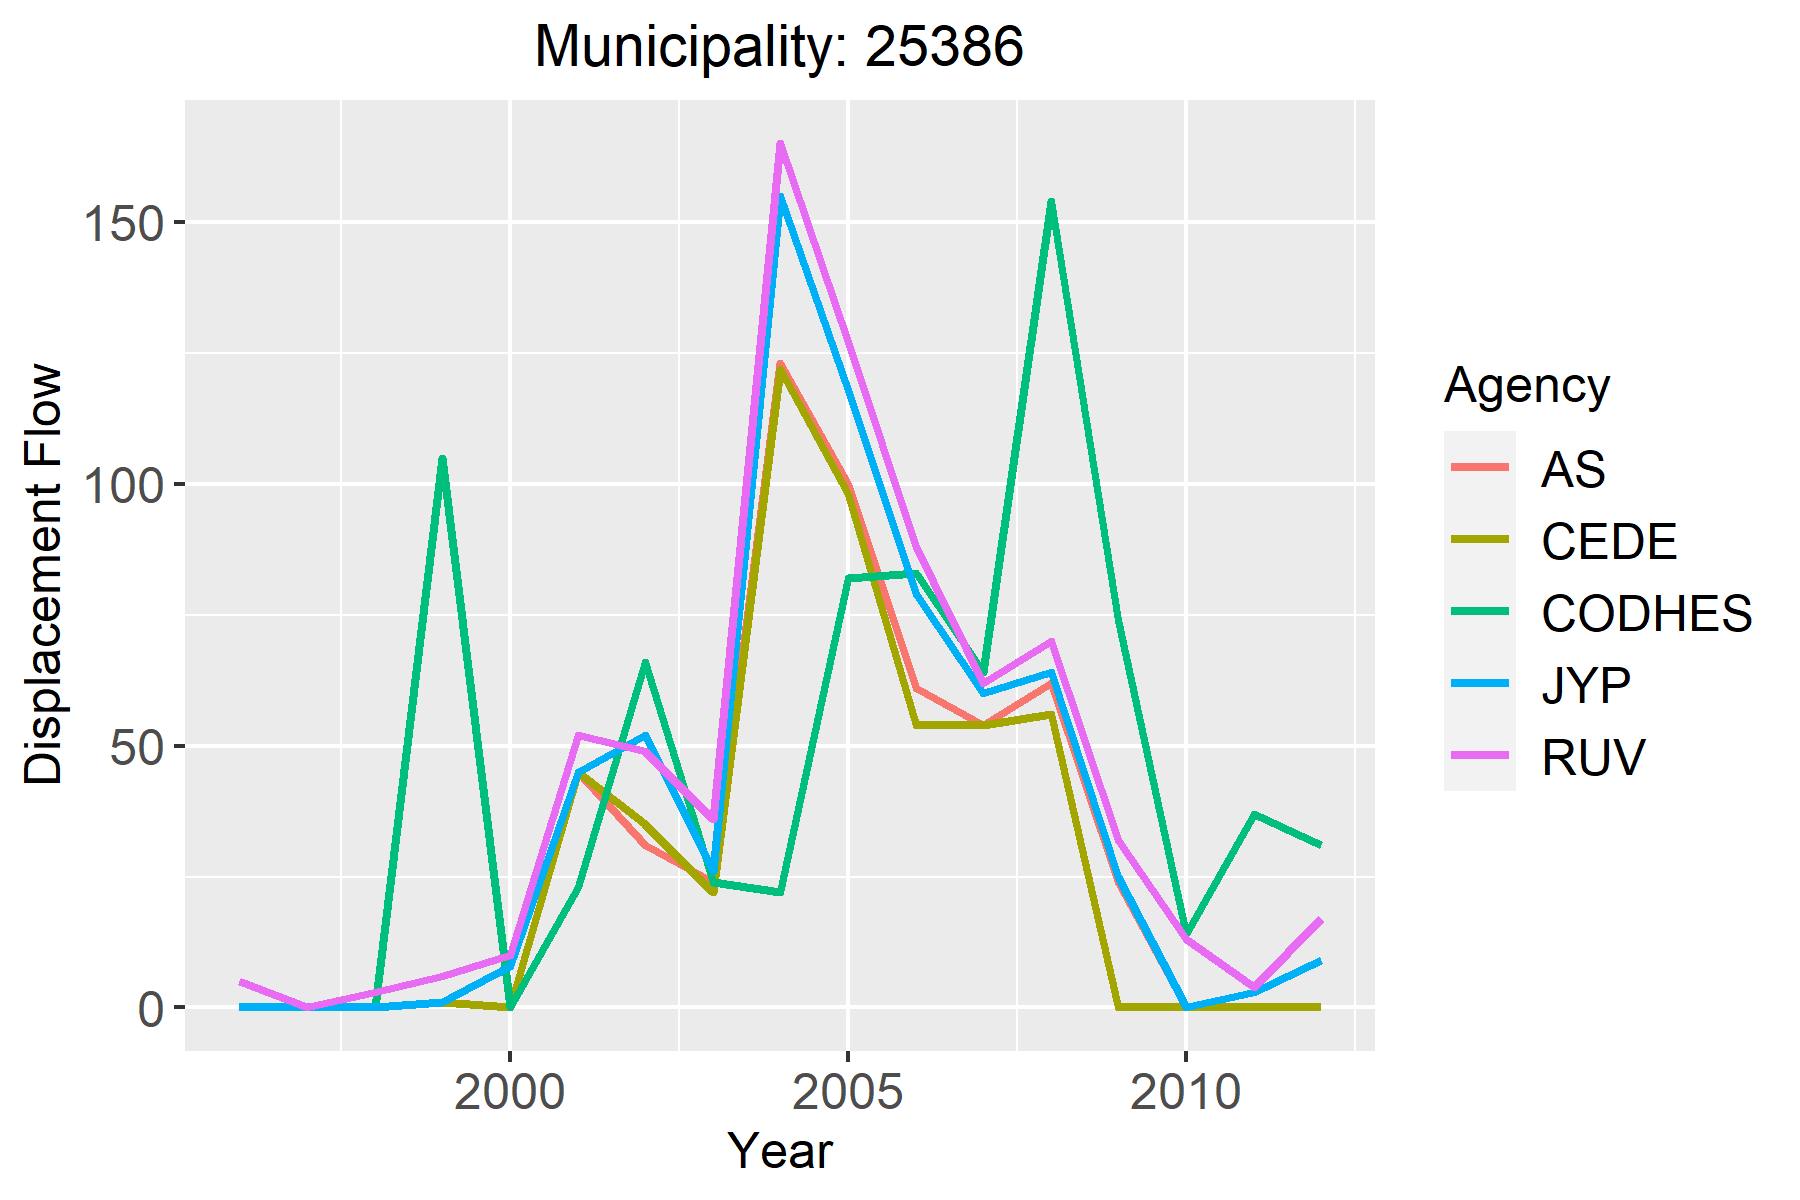 Municipality: 25386
Displacement Flow
150
100
50
0
2000 2005 2010
Year
Agency
AS
CEDE
CODHES
JYP
RUV